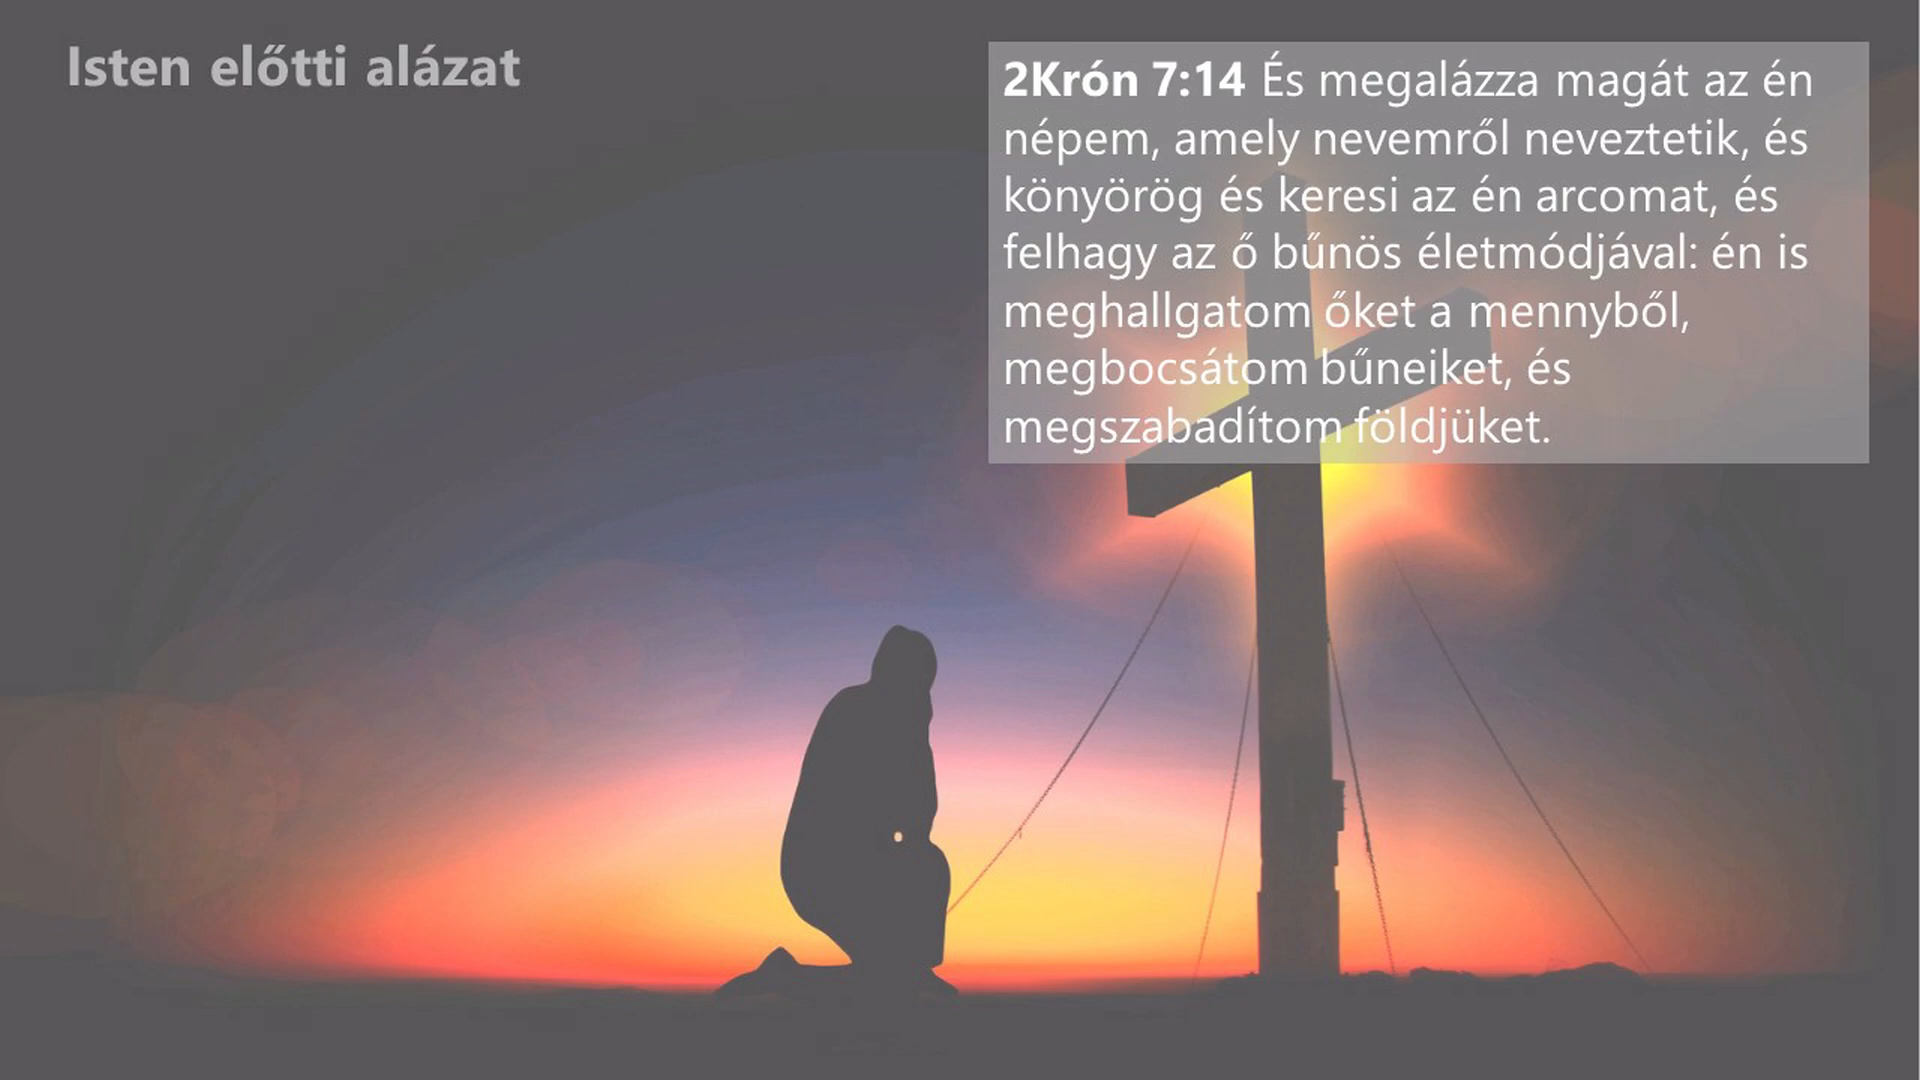 Isten előtti alázat
2Krón 7:14 És megalázza magát az én
népem, amely nevemről neveztetik, és
könyörög és keresi az én arcomat, és
felhagy az ő bűnös életmódjával: én is
meghallgatom őket a mennyből,
megbocsátom bűneiket, és
megszabadítom földjüket.